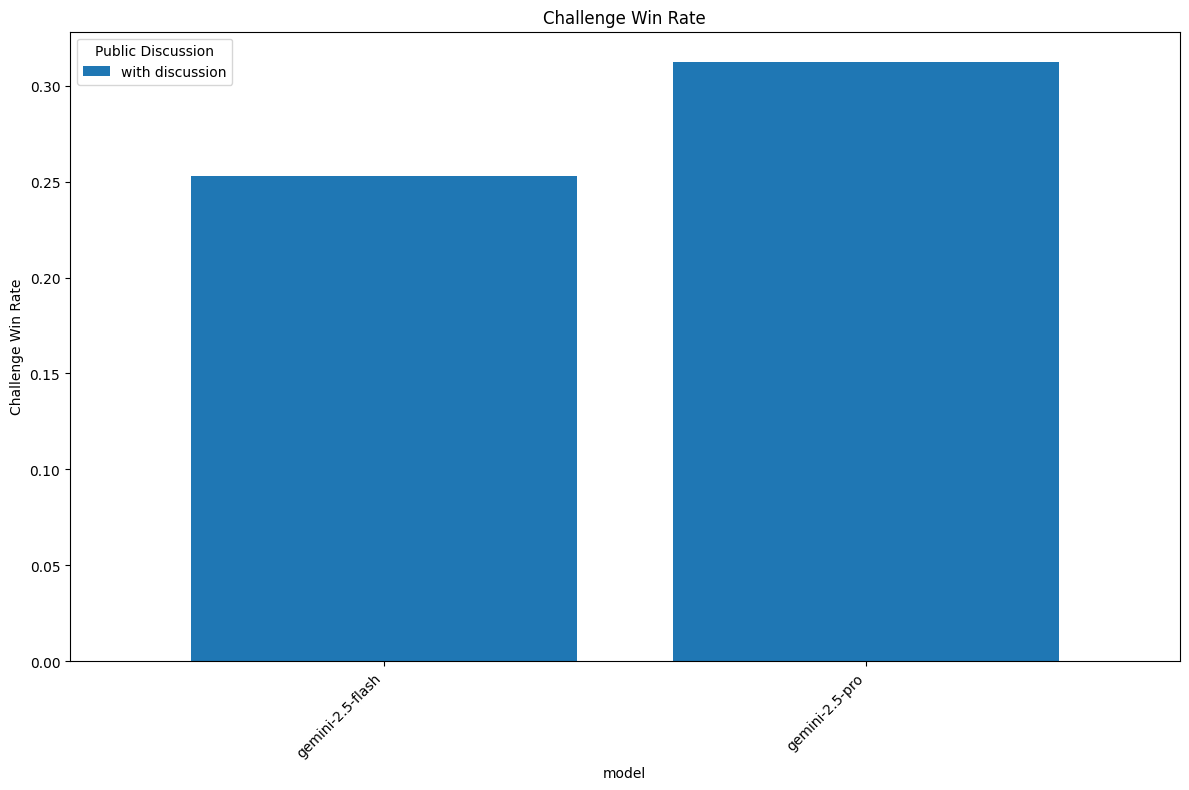 Challenge Win Rate
Public Discussion
with discussion
Challenge Win Rate
0.30
0.25
0.20
0.15
0.10
0.05
0.00
gemini-2.5-flash
gemini-2.5-pro
model